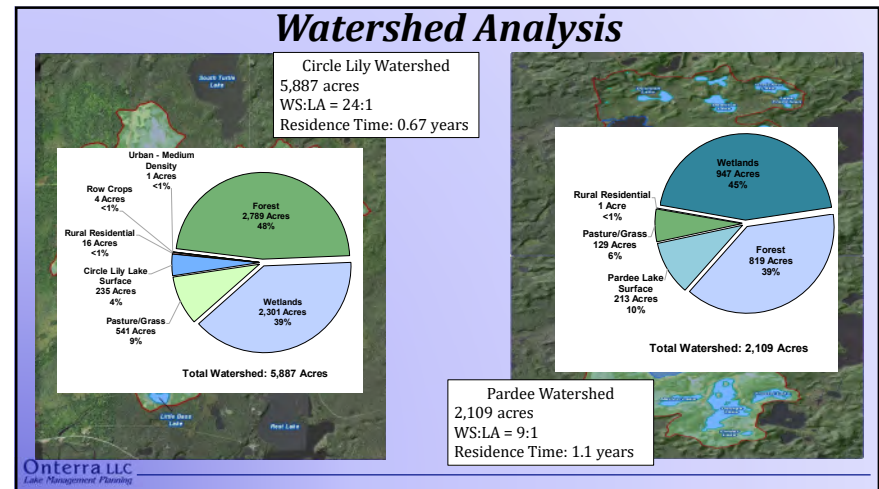 Watershed Analysis
Circle Lily Watershed
5,887 acres
WS:LA = 24:1
Residence Time: 0.67 years
South Turtle
Lake
Urban - Medium
Density
1 Acres
<1%
Row Crops
4 Acres
<1%
Rural Residential
16 Acres
<1%
Circle Lily Lake
Surface
235 Acres
4%
Pasture/Grass
541 Acres
9%
Forest
2,789 Acres
48%
Wetlands
2,301 Acres
39%
Total Watershed: 5,887 Acres
Little Bass
Lake
Rest Lake
Wetlands
947 Acres
45%
Rural Residential
1 Acre
<1%
Pasture/Grass
129 Acres
6%
Pardee Lake
Surface
213 Acres
10%
Forest
819 Acres
39%
Total Watershed: 2,109 Acres
Pardee Watershed
2,109 acres
WS:LA = 9:1
Residence Time: 1.1 years
Onterra LLC
Lake Management Planning